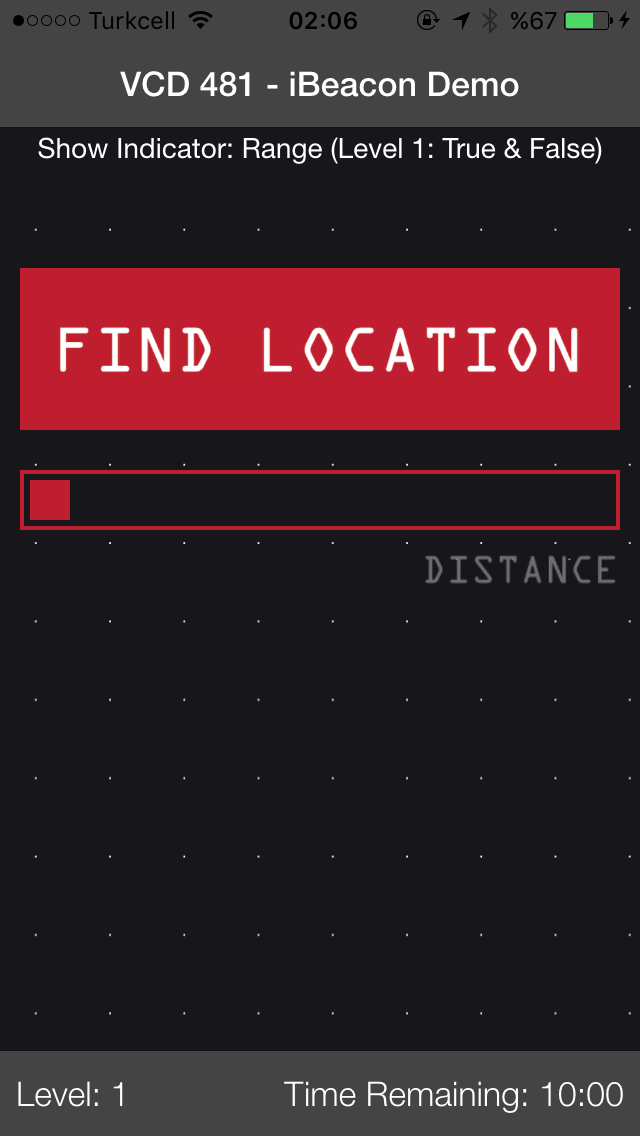 Turkcell 02:06 %67
VCD 481 - iBeacon Demo
Show Indicator: Range (Level 1: True & False)
FIND LOCATION
DISTANCE
Level: 1 Time Remaining: 10:00